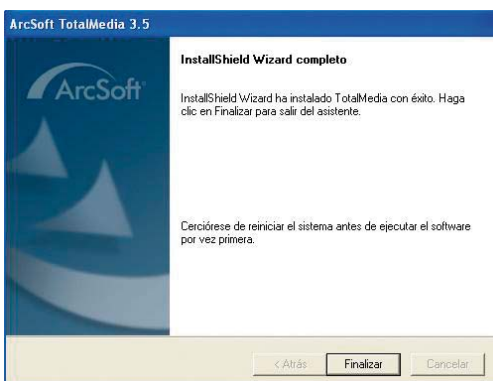 ArcSoft TotalMedia 3.5
ArcSoft
InstallShield Wizard completo
InstallShield Wizard ha instalado TotalMedia con éxito. Haga
clic en Finalizar para salir del asistente.
Cerciórese de reiniciar el sistema antes de ejecutar el software
por vez primera.
< Atrás Finalizar Cancelar